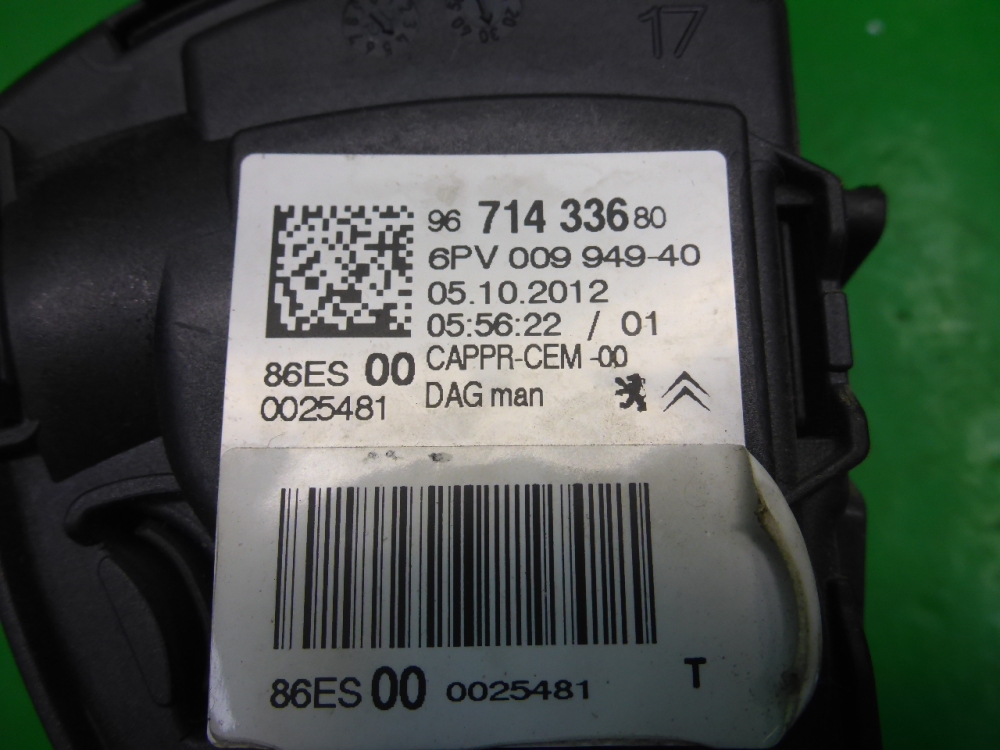 17
96 714 336 80
6PV 009 949-40
05.10.2012
05:56:22 / 01
CAPPR-CEM -00
DAG man
86ES 00
0025481
86ES 00 0025481
T